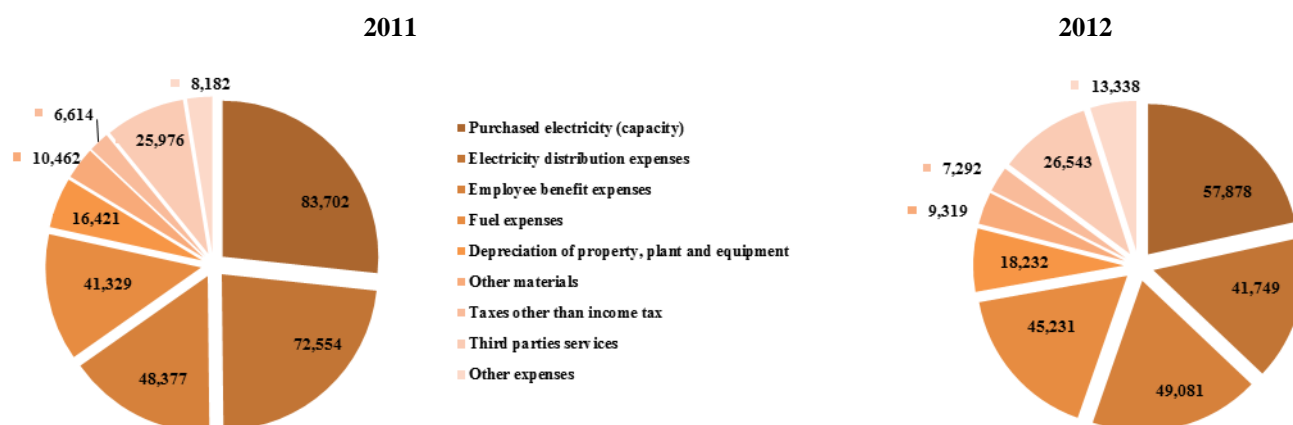 2011
8,182
6,614
25,976
10,462
83,702
16,421
41,329
72,554
48,377
Purchased electricity (capacity)
Electricity distribution expenses
Employee benefit expenses
Fuel expenses
Depreciation of property, plant and equipment
Other materials
Taxes other than income tax
Third parties services
Other expenses
2012
13,338
26,543
7,292
57,878
9,319
18,232
41,749
45,231
49,081